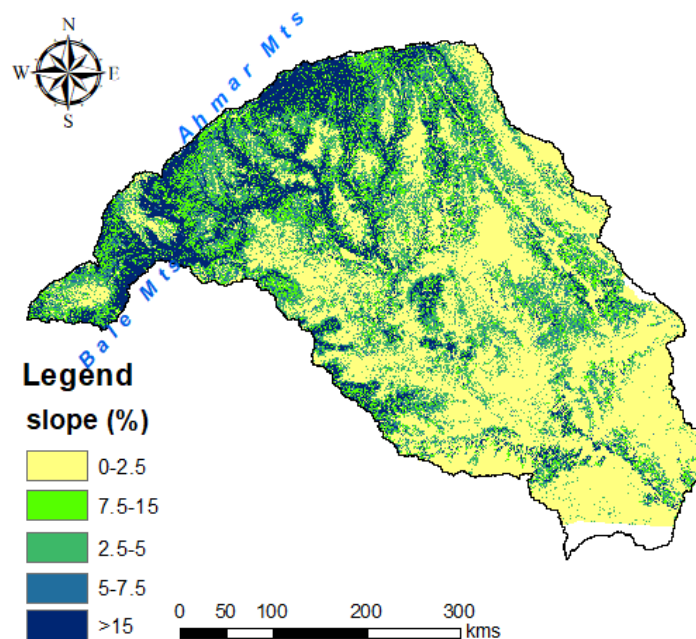 N
W E
S
Ahmar Mts
Bale Mts
Legend
slope (%)
0-2.5
7.5-15
2.5-5
5-7.5
>15
0 50 100 200 300
kms